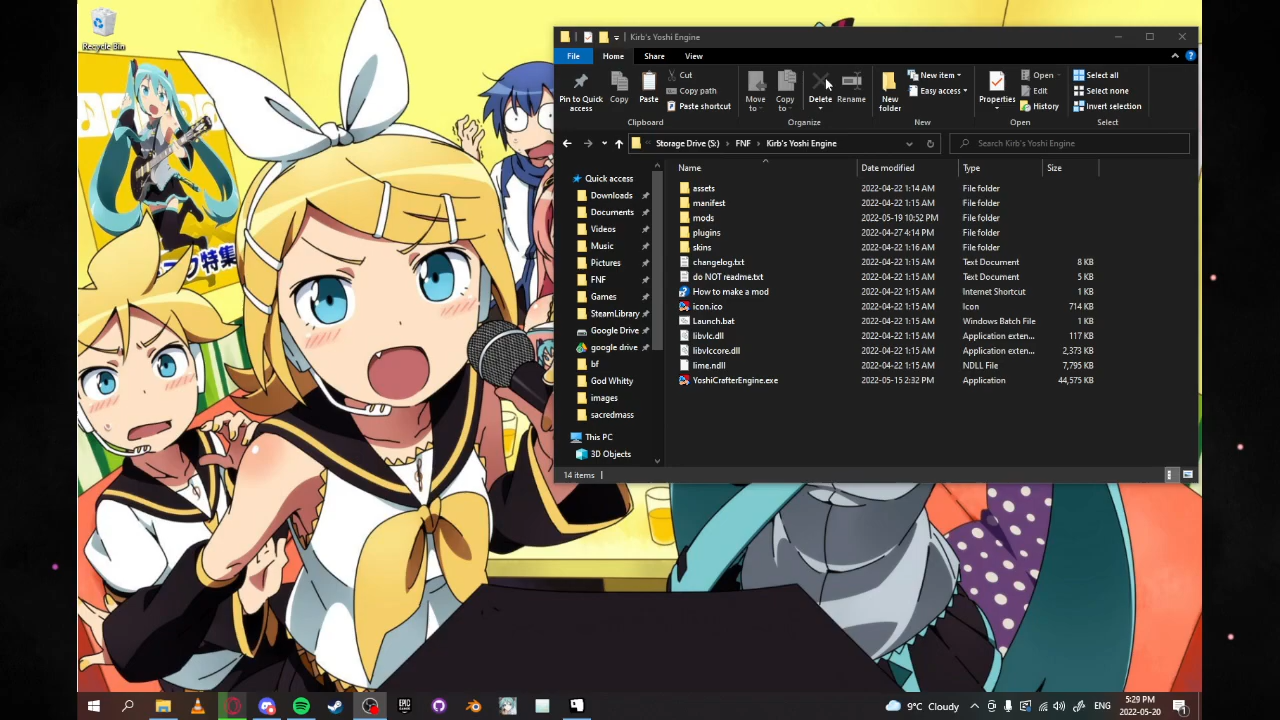 Recycle Bin
Kirb's Yoshi Engine
File Home Share View
Pin to Quick access
Copy
Paste
Cut
Copy path
Paste shortcut
Clipboard
Move to
Copy to
Delete
Rename
Organize
New folder
New item
Easy access
New
Properties
Open
Edit
History
Open
Select all
Select none
Invert selection
Select
Storage Drive (S:) > FNF > Kirb's Yoshi Engine
Search Kirb's Yoshi Engine
Quick access
Downloads
Documents
Videos
Music
Pictures
FNF
Games
SteamLibrary
Google Drive
google drive
bf
God Whitty
images
sacredmass
This PC
3D Objects
Name Date modified Type Size
assets 2022-04-22 1:14 AM File folder
manifest 2022-04-22 1:15 AM File folder
mods 2022-05-19 10:52 PM File folder
plugins 2022-04-27 4:14 PM File folder
skins 2022-04-22 1:16 AM File folder
changelog.txt 2022-04-22 1:15 AM Text Document 8 KB
do NOT readme.txt 2022-04-22 1:15 AM Text Document 5 KB
How to make a mod 2022-04-22 1:15 AM Internet Shortcut 1 KB
icon.ico 2022-04-22 1:15 AM Icon 714 KB
Launch.bat 2022-04-22 1:15 AM Windows Batch File 1 KB
libvlc.dll 2022-04-22 1:15 AM Application exten... 117 KB
libvlccore.dll 2022-04-22 1:15 AM Application exten... 2,373 KB
lime.ndll 2022-04-22 1:15 AM NDLL File 7,795 KB
YoshiCrafterEngine.exe 2022-05-15 2:32 PM Application 44,575 KB
14 items
特集
EPIC GAMES
9°C Cloudy
5:29 PM
2022-05-20
1